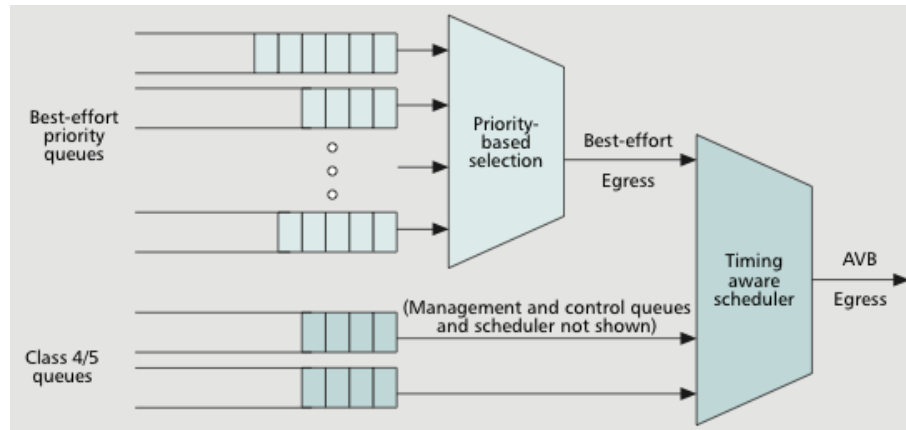 Best-effort
priority
queues
Priority-
based
selection
Best-effort
Egress
Timing
aware
scheduler
AVB
Egress
(Management and control queues
and scheduler not shown)
Class 4/5
queues